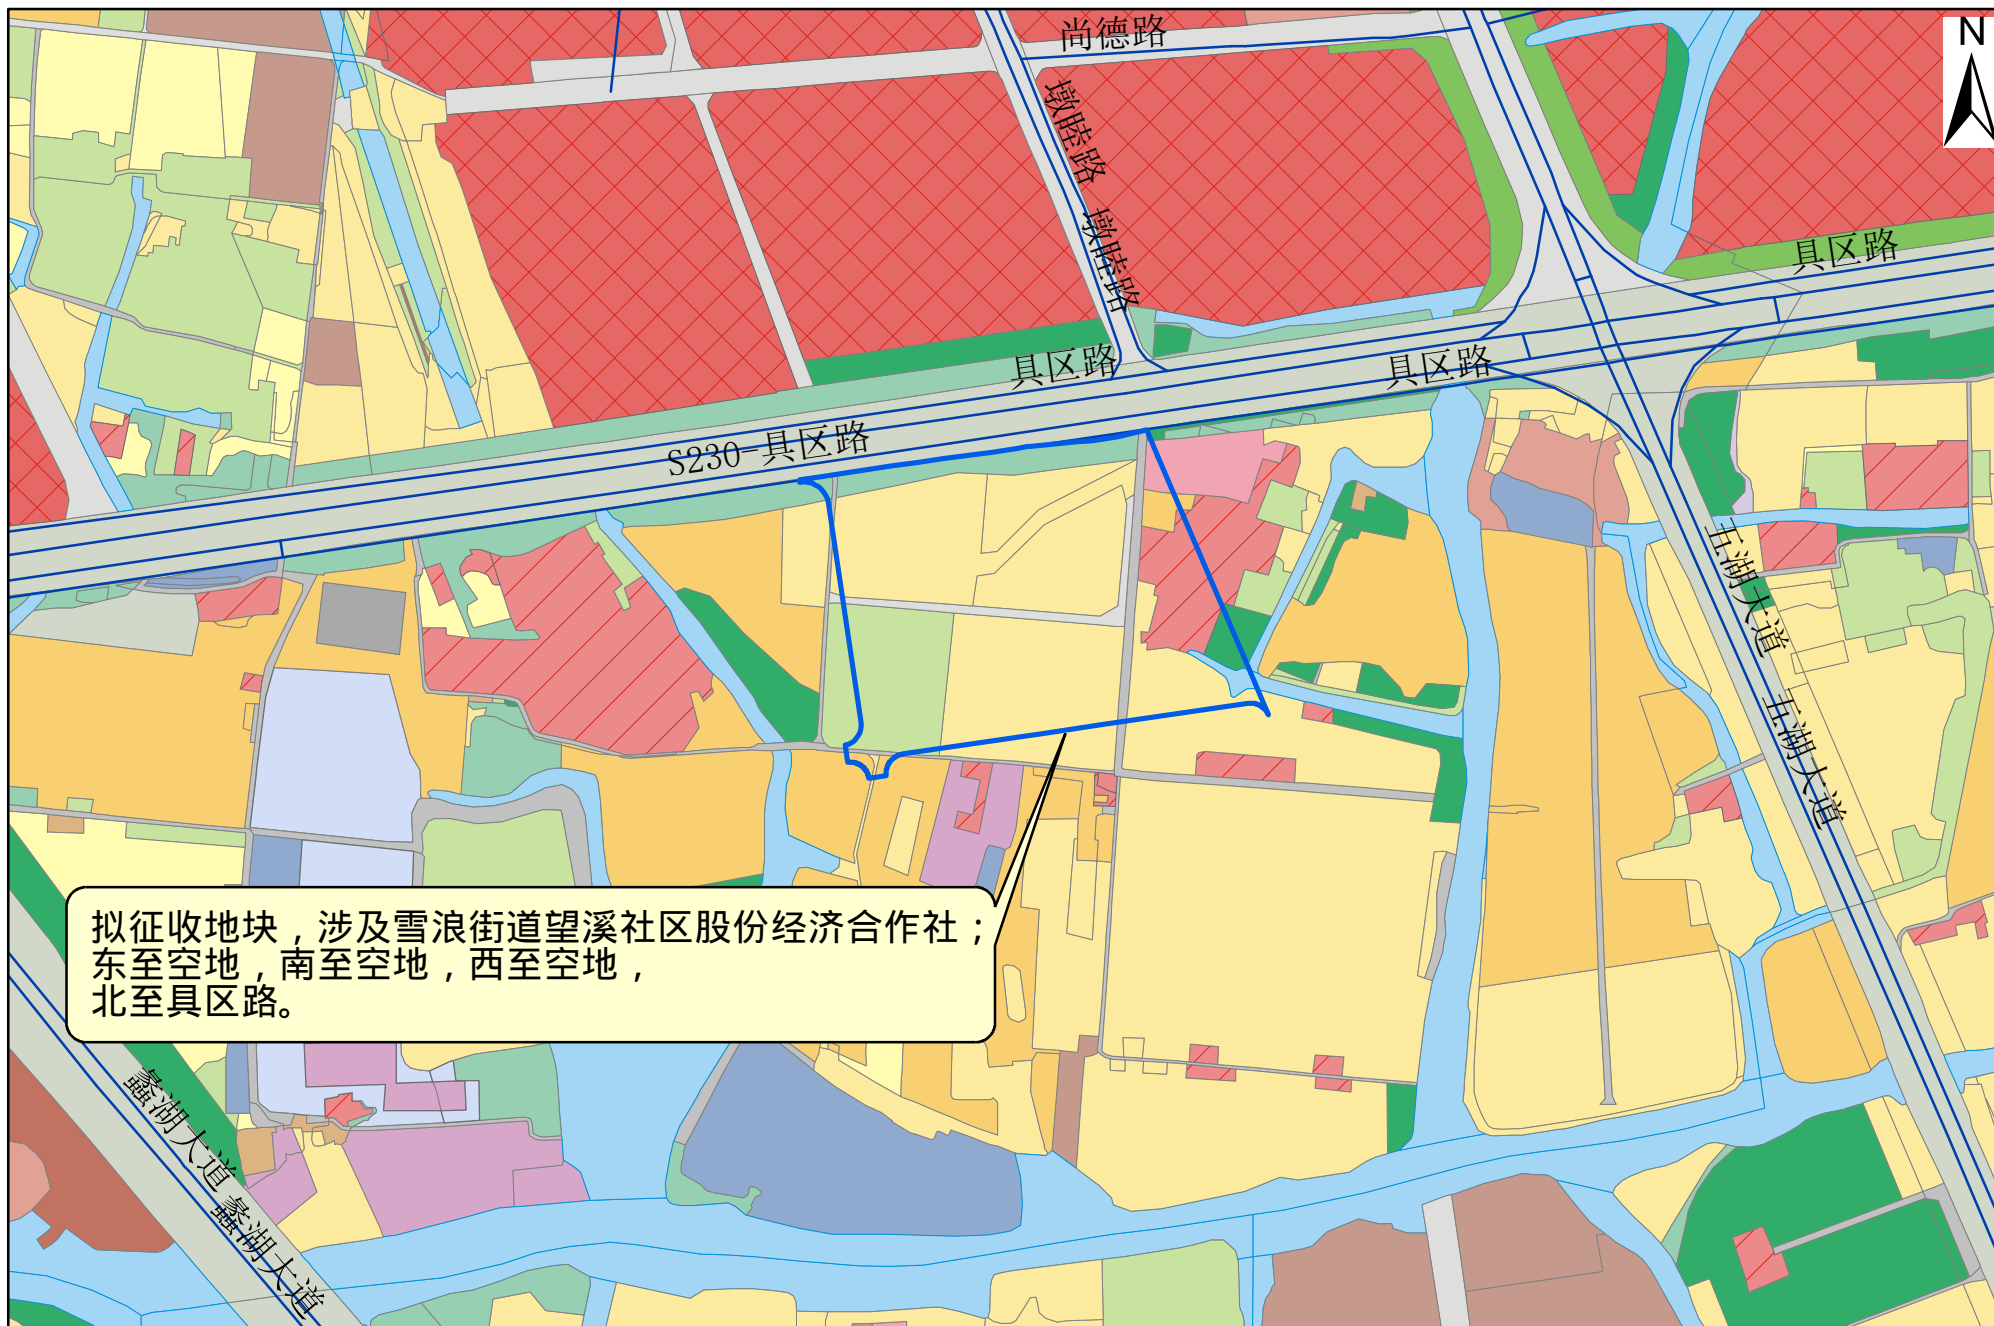 尚德路
N
墩睦路
墩睦路
具区路
具区路
具区路
S230-具区路
五湖大道
五湖大道
拟征收地块，涉及雪浪街道望溪社区股份经济合作社；
东至空地，南至空地，西至空地，
北至具区路。
蠡湖大道
蠡湖大道